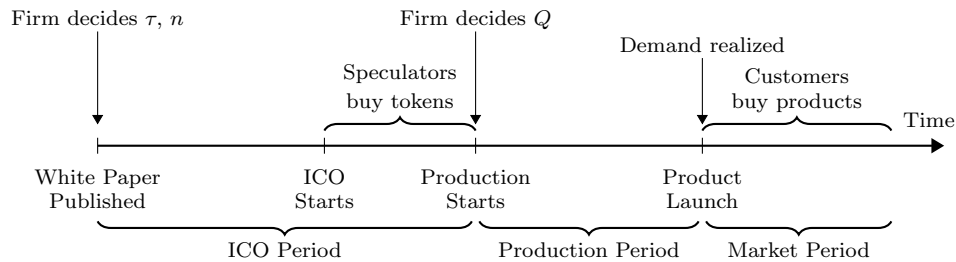 Firm decides τ, n
Firm decides Q
Demand realized
Speculators
buy tokens
Customers
buy products
Time
White Paper
Published
ICO
Starts
Production
Starts
Product
Launch
ICO Period
Production Period
Market Period